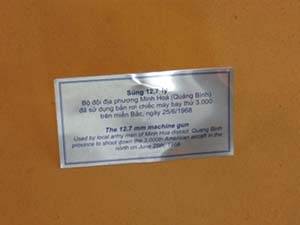 Súng 12,7 ly
Bộ đội địa phương Minh Hoá (Quảng Bình)
đã sử dụng bắn rơi chiếc máy bay thứ 3.000
trên miền Bắc, ngày 25/6/1968
The 12.7 mm machine gun
Used by local army men of Minh Hoa district, Quang Binh
province to shoot down the 3,000th American aircraft in the
north on June 25th, 1968